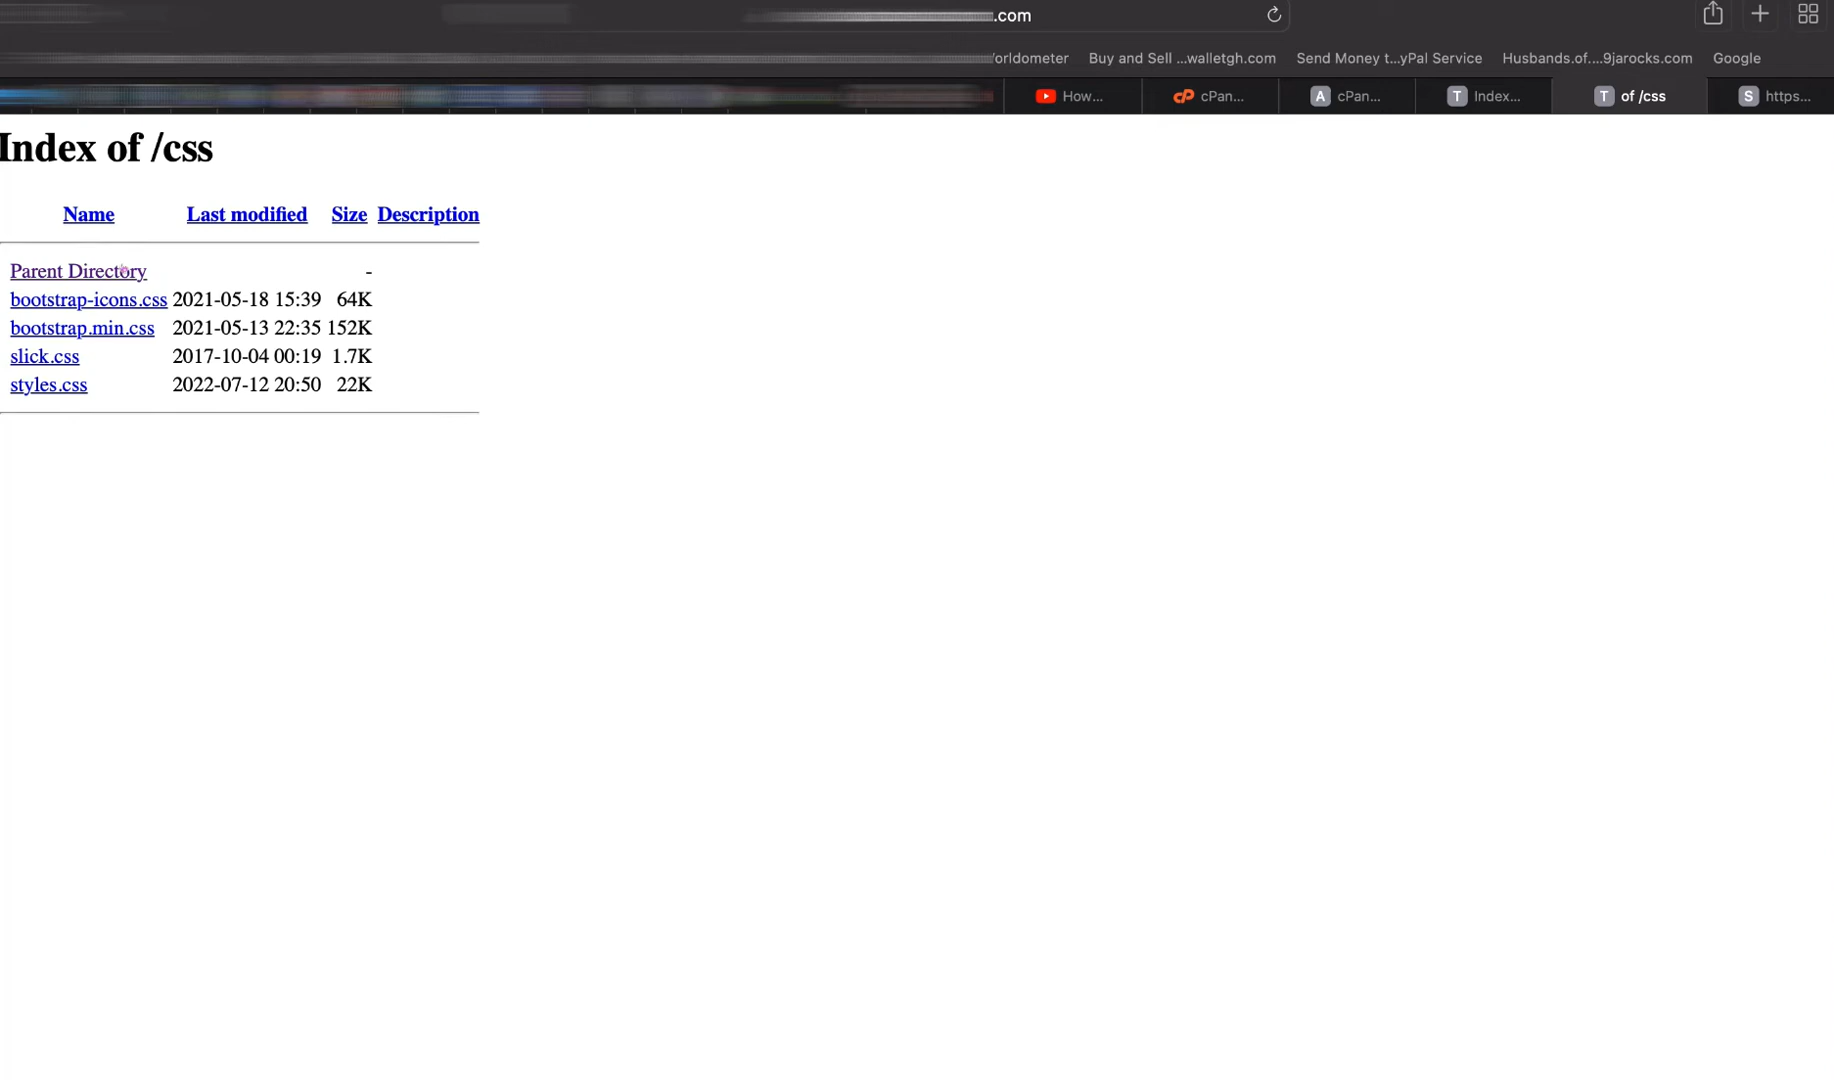 .com
orldometer Buy and Sell ...walletgh.com Send Money t...yPal Service Husbands.of....9jarocks.com Google
How... cPan... A cPan... T Index... T of /css S https...
Index of /css
Name Last modified Size Description
Parent Directory -
bootstrap-icons.css 2021-05-18 15:39 64K
bootstrap.min.css 2021-05-13 22:35 152K
slick.css 2017-10-04 00:19 1.7K
styles.css 2022-07-12 20:50 22K